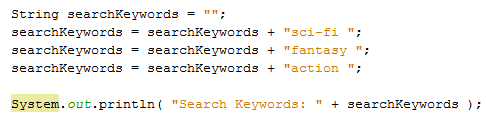 String searchKeywords = "";
searchKeywords = searchKeywords + "sci-fi ";
searchKeywords = searchKeywords + "fantasy ";
searchKeywords = searchKeywords + "action ";
System.out.println( "Search Keywords: " + searchKeywords );